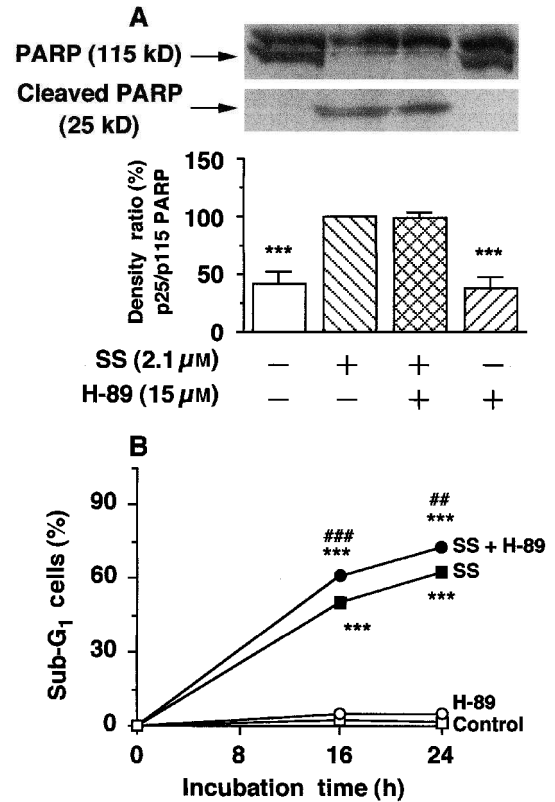 A
PARP (115 kD)
Cleaved PARP
(25 kD)
Density ratio (%)
p25/p115 PARP
150
100
50
0
***
***
SS (2.1 μM) − + + −
H-89 (15 μM) − − + +
B
Sub-G1 cells (%)
90
60
30
0
###
***
##
***
SS + H-89
SS
***
***
H-89
Control
0 8 16 24
Incubation time (h)